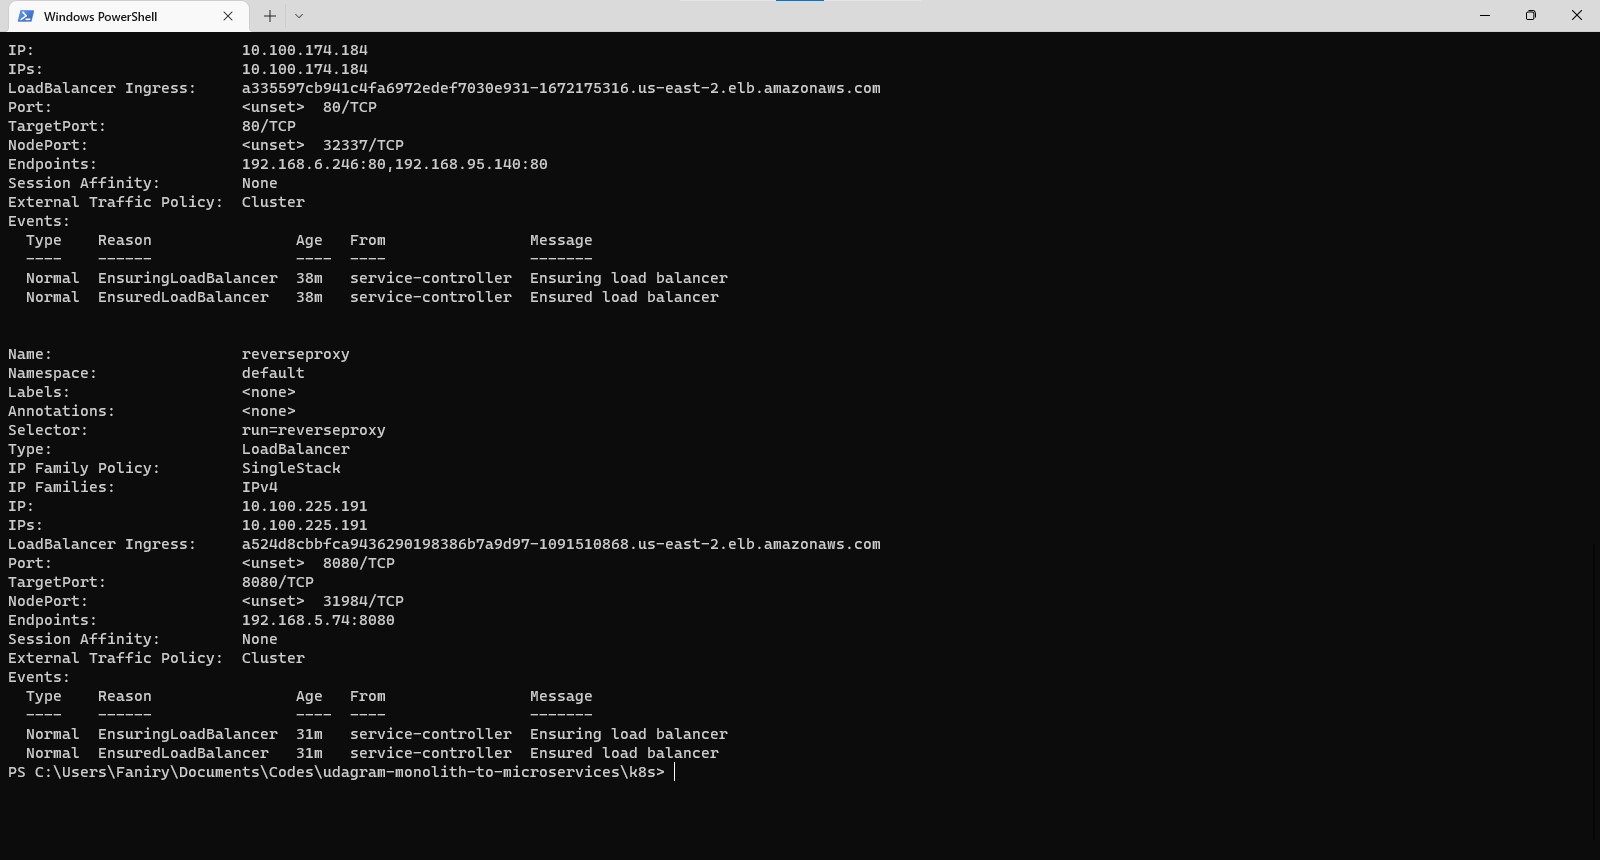 Windows PowerShell
IP:                       10.100.174.184
IPs:                      10.100.174.184
LoadBalancer Ingress:     a335597cb941c4fa6972edef7030e931-1672175316.us-east-2.elb.amazonaws.com
Port:                     <unset>  80/TCP
TargetPort:               80/TCP
NodePort:                 <unset>  32337/TCP
Endpoints:                192.168.6.246:80,192.168.95.140:80
Session Affinity:         None
External Traffic Policy:  Cluster
Events:
  Type    Reason                Age   From                Message
  ----    ------                ----  ----                -------
  Normal  EnsuringLoadBalancer  38m   service-controller  Ensuring load balancer
  Normal  EnsuredLoadBalancer   38m   service-controller  Ensured load balancer
Name:                     reverseproxy
Namespace:                default
Labels:                   <none>
Annotations:              <none>
Selector:                 run=reverseproxy
Type:                     LoadBalancer
IP Family Policy:         SingleStack
IP Families:              IPv4
IP:                       10.100.225.191
IPs:                      10.100.225.191
LoadBalancer Ingress:     a524d8cbbfca9436290198386b7a9d97-1091510868.us-east-2.elb.amazonaws.com
Port:                     <unset>  8080/TCP
TargetPort:               8080/TCP
NodePort:                 <unset>  31984/TCP
Endpoints:                192.168.5.74:8080
Session Affinity:         None
External Traffic Policy:  Cluster
Events:
  Type    Reason                Age   From                Message
  ----    ------                ----  ----                -------
  Normal  EnsuringLoadBalancer  31m   service-controller  Ensuring load balancer
  Normal  EnsuredLoadBalancer   31m   service-controller  Ensured load balancer
PS C:\Users\Faniry\Documents\Codes\udagram-monolith-to-microservices\k8s>